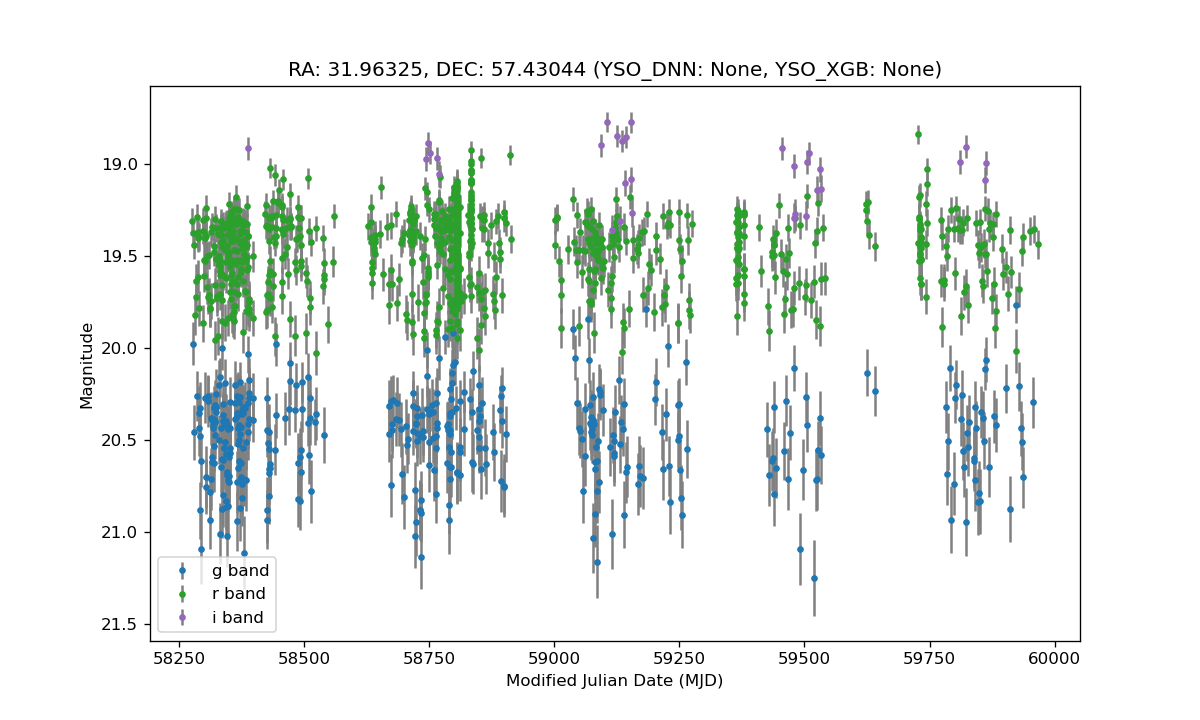 RA: 31.96325, DEC: 57.43044 (YSO_DNN: None, YSO_XGB: None)
Magnitude
19.0
19.5
20.0
20.5
21.0
21.5
g band
r band
i band
58250 58500 58750 59000 59250 59500 59750 60000
Modified Julian Date (MJD)